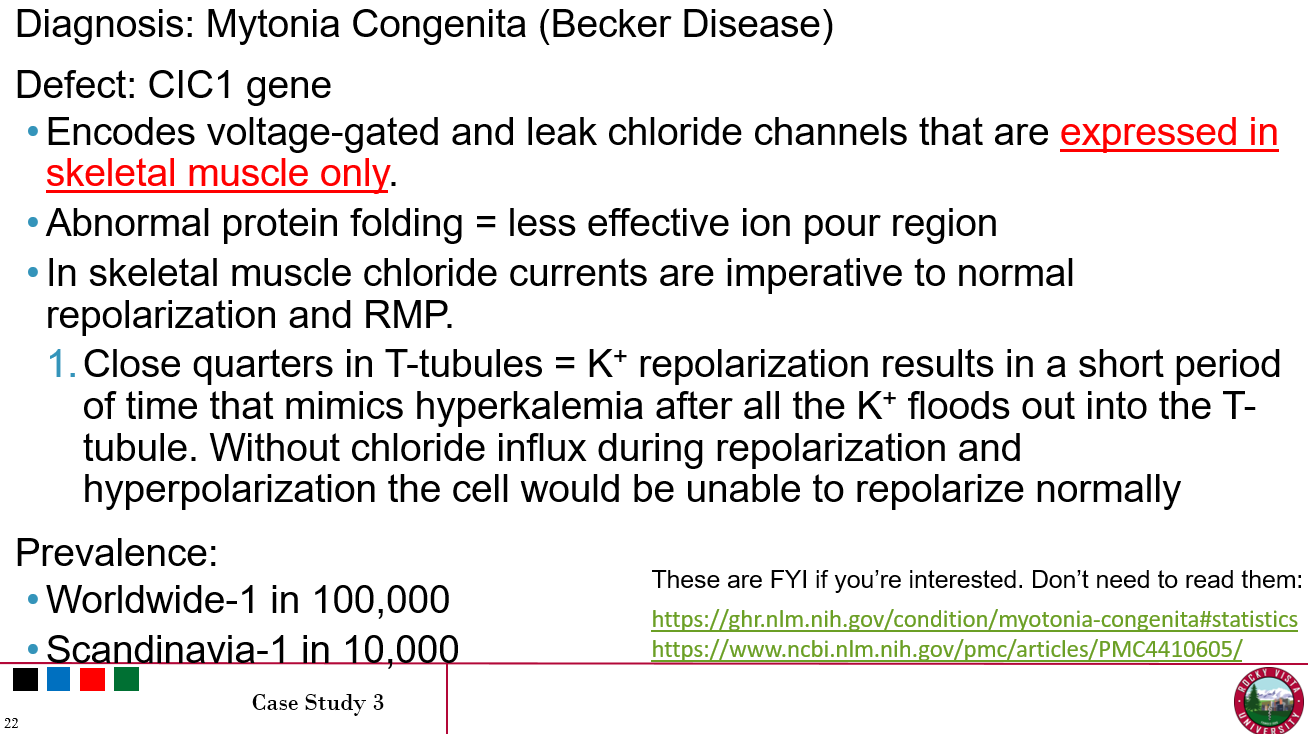 Diagnosis: Mytonia Congenita (Becker Disease)
Defect: CIC1 gene
• Encodes voltage-gated and leak chloride channels that are expressed in
skeletal muscle only.
• Abnormal protein folding = less effective ion pour region
• In skeletal muscle chloride currents are imperative to normal
repolarization and RMP.
1. Close quarters in T-tubules = K⁺ repolarization results in a short period
of time that mimics hyperkalemia after all the K⁺ floods out into the T-
tubule. Without chloride influx during repolarization and
hyperpolarization the cell would be unable to repolarize normally
Prevalence:
• Worldwide-1 in 100,000
• Scandinavia-1 in 10,000
These are FYI if you’re interested. Don’t need to read them:
https://ghr.nlm.nih.gov/condition/myotonia-congenita#statistics
https://www.ncbi.nlm.nih.gov/pmc/articles/PMC4410605/
Case Study 3
22
ROCKY VISTA
UNIVERSITY